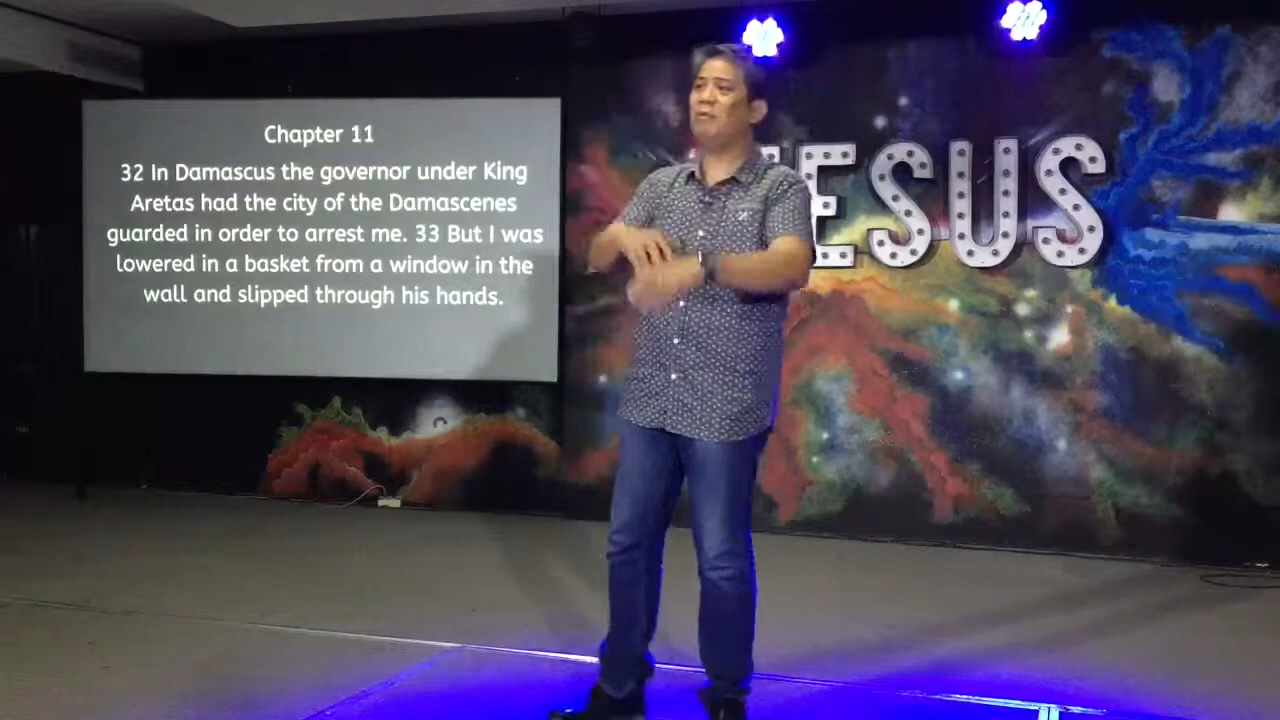 Chapter 11
32 In Damascus the governor under King
Aretas had the city of the Damascenes
guarded in order to arrest me. 33 But I was
lowered in a basket from a window in the
wall and slipped through his hands.
JESUS